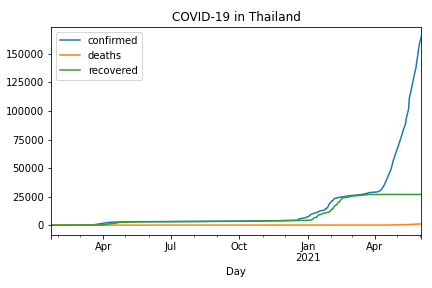 COVID-19 in Thailand
confirmed
deaths
recovered
150000
125000
100000
75000
50000
25000
0
Apr
Jul
Oct
Jan
2021
Apr
Day